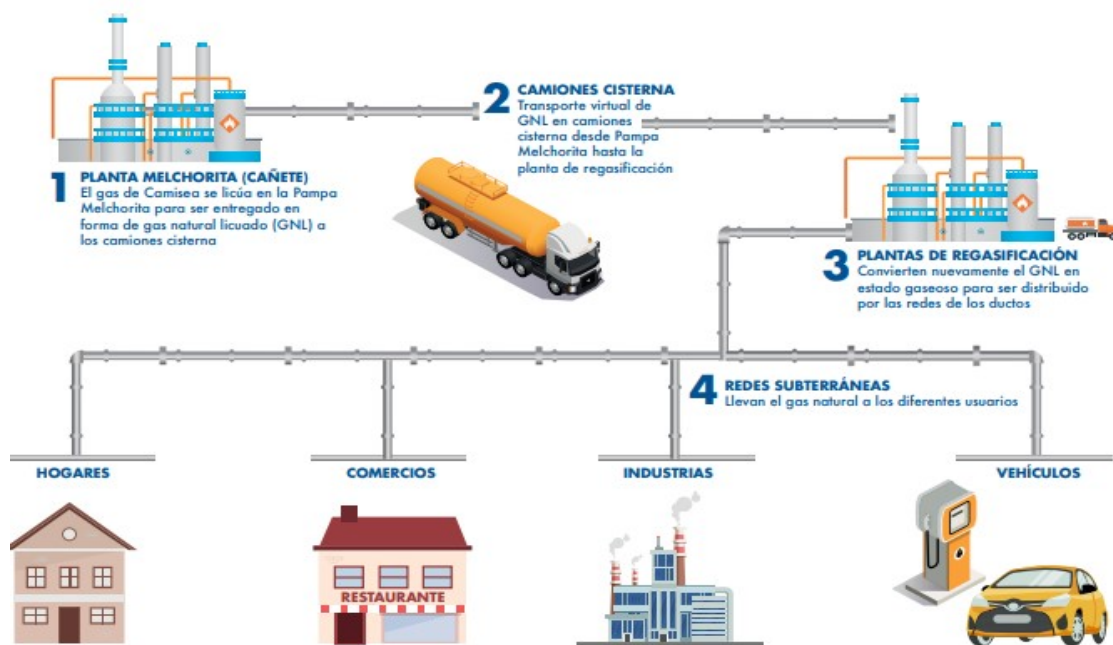 1
PLANTA MELCHORITA (CAÑETE)
El gas de Camisea se licúa en la Pampa
Melchorita para ser entregado en
forma de gas natural licuado (GNL) a
los camiones cisterna
2
CAMIONES CISTERNA
Transporte virtual de
GNL en camiones
cisterna desde Pampa
Melchorita hasta la
planta de regasificación
3
PLANTAS DE REGASIFICACIÓN
Convierten nuevamente el GNL en
estado gaseoso para ser distribuido
por las redes de los ductos
4
REDES SUBTERRÁNEAS
Llevan el gas natural a los diferentes usuarios
HOGARES
COMERCIOS
INDUSTRIAS
VEHÍCULOS
RESTAURANTE